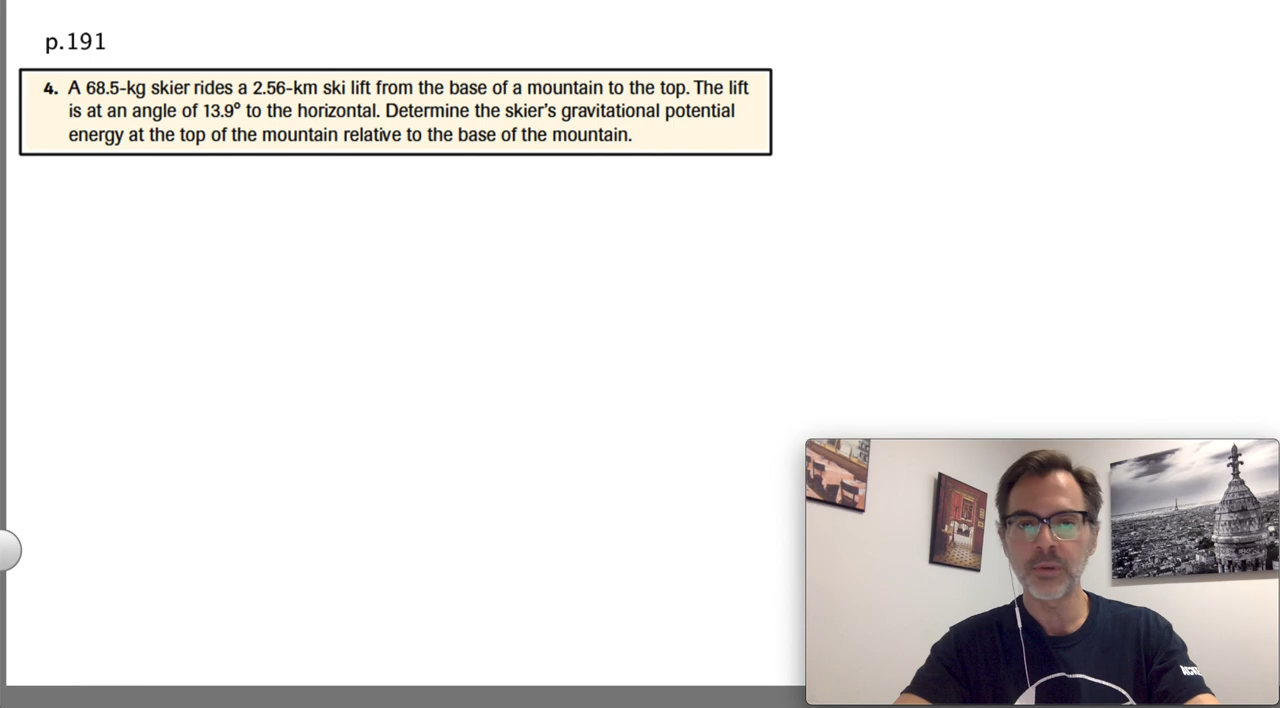 p.191
4. A 68.5-kg skier rides a 2.56-km ski lift from the base of a mountain to the top. The lift
is at an angle of 13.9° to the horizontal. Determine the skier's gravitational potential
energy at the top of the mountain relative to the base of the mountain.